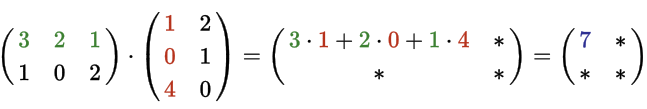 (3 2 1; 1 0 2) · (1 2; 0 1; 4 0) = (3 · 1 + 2 · 0 + 1 · 4 *; * *) = (7 *; * *)